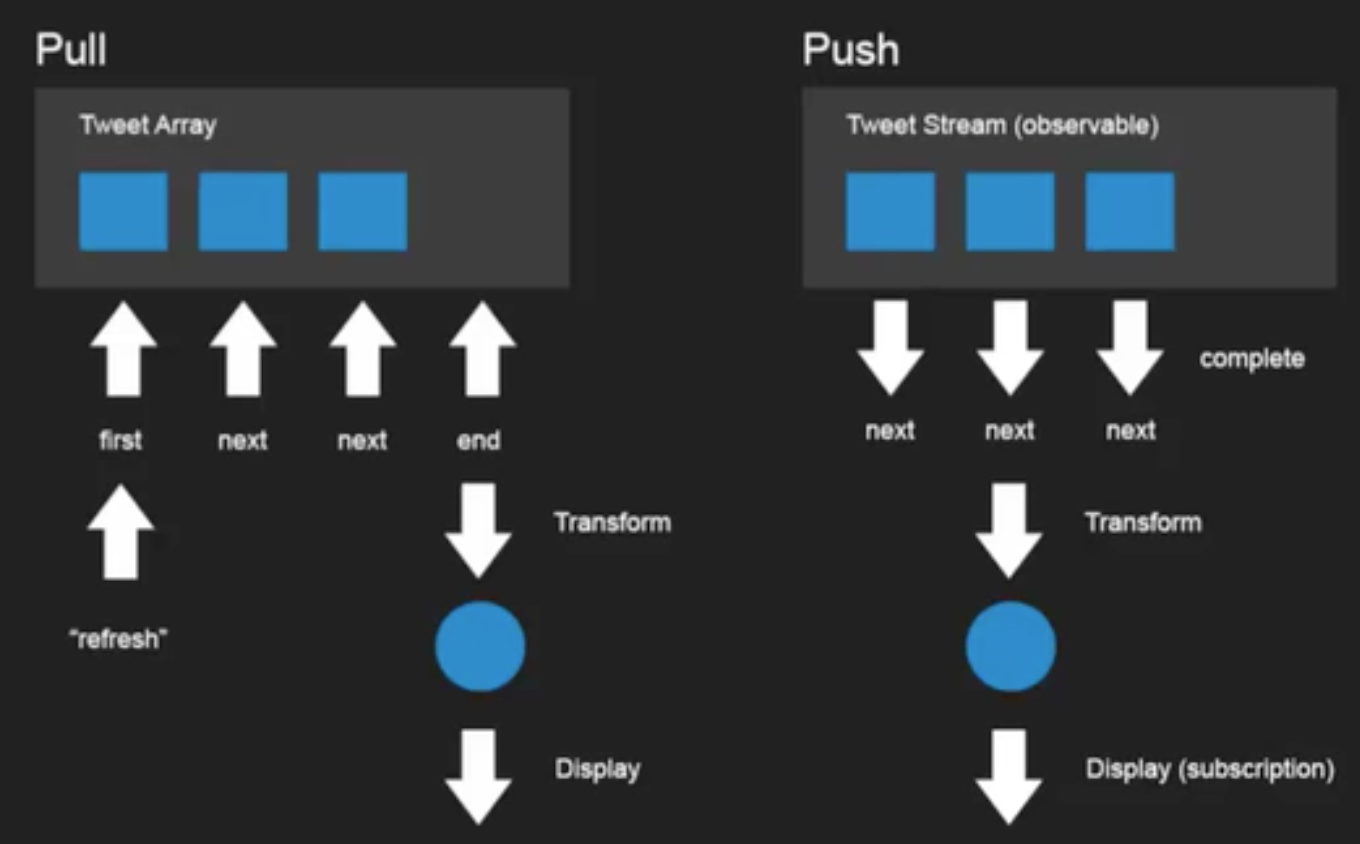 Pull
Tweet Array
first next next end
Transform
"refresh"
Display
Push
Tweet Stream (observable)
complete
next next next
Transform
Display (subscription)